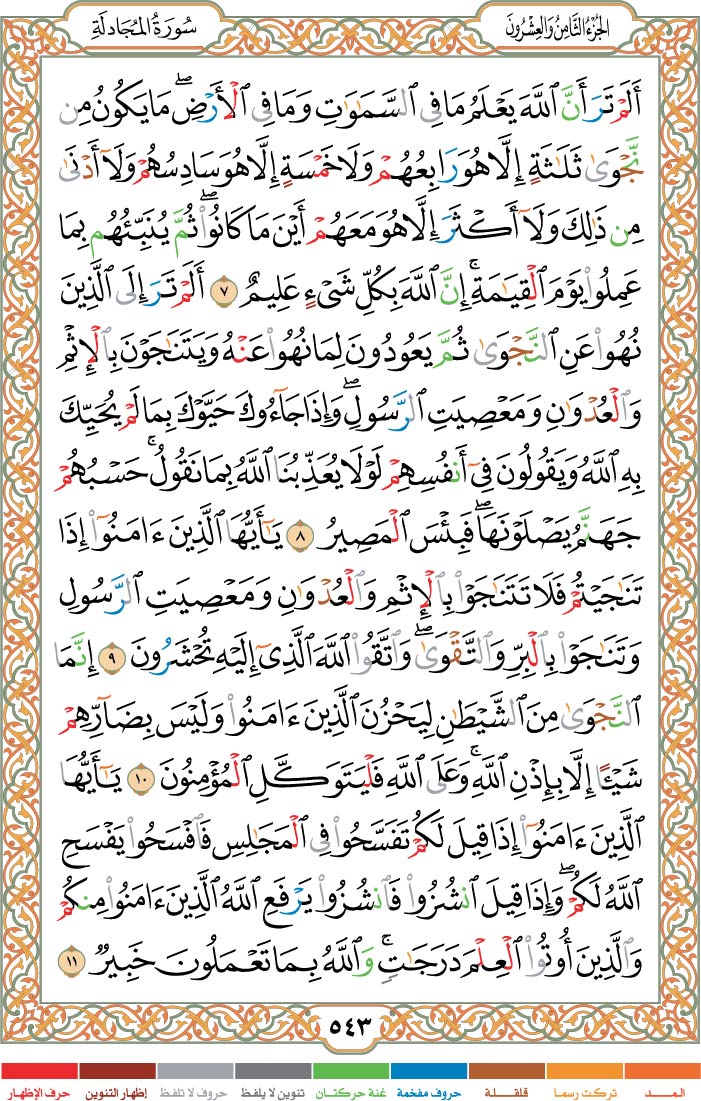 الجُزْءُ الثَّامِنُ وَالعِشْرُونَ
سُورَةُ المُجَادلَةِ
أَلَمْ تَرَ أَنَّ ٱللَّهَ يَعْلَمُ مَا فِى ٱلسَّمَٰوَٰتِ وَمَا فِى ٱلْأَرْضِ ۖ مَا يَكُونُ مِن
نَّجْوَىٰ ثَلَٰثَةٍ إِلَّا هُوَ رَابِعُهُمْ وَلَا خَمْسَةٍ إِلَّا هُوَ سَادِسُهُمْ وَلَآ أَدْنَىٰ
مِن ذَٰلِكَ وَلَآ أَكْثَرَ إِلَّا هُوَ مَعَهُمْ أَيْنَ مَا كَانُوا۟ ۖ ثُمَّ يُنَبِّئُهُم بِمَا
عَمِلُوا۟ يَوْمَ ٱلْقِيَٰمَةِ ۚ إِنَّ ٱللَّهَ بِكُلِّ شَىْءٍ عَلِيمٌ ٧ أَلَمْ تَرَ إِلَى ٱلَّذِينَ
نُهُوا۟ عَنِ ٱلنَّجْوَىٰ ثُمَّ يَعُودُونَ لِمَا نُهُوا۟ عَنْهُ وَيَتَنَٰجَوْنَ بِٱلْإِثْمِ
وَٱلْعُدْوَٰنِ وَمَعْصِيَتِ ٱلرَّسُولِ ۖ وَإِذَا جَآءُوكَ حَيَّوْكَ بِمَا لَمْ يُحَيِّكَ
بِهِ ٱللَّهُ وَيَقُولُونَ فِىٓ أَنفُسِهِمْ لَوْلَا يُعَذِّبُنَا ٱللَّهُ بِمَا نَقُولُ ۚ حَسْبُهُمْ
جَهَنَّمُ يَصْلَوْنَهَا ۖ فَبِئْسَ ٱلْمَصِيرُ ٨ يَٰٓأَيُّهَا ٱلَّذِينَ ءَامَنُوٓا۟ إِذَا
تَنَٰجَيْتُمْ فَلَا تَتَنَٰجَوْا۟ بِٱلْإِثْمِ وَٱلْعُدْوَٰنِ وَمَعْصِيَتِ ٱلرَّسُولِ
وَتَنَٰجَوْا۟ بِٱلْبِرِّ وَٱلتَّقْوَىٰ ۖ وَٱتَّقُوا۟ ٱللَّهَ ٱلَّذِىٓ إِلَيْهِ تُحْشَرُونَ ٩ إِنَّمَا
ٱلنَّجْوَىٰ مِنَ ٱلشَّيْطَٰنِ لِيَحْزُنَ ٱلَّذِينَ ءَامَنُوا۟ وَلَيْسَ بِضَآرِّهِمْ
شَيْـًٔا إِلَّا بِإِذْنِ ٱللَّهِ ۚ وَعَلَى ٱللَّهِ فَلْيَتَوَكَّلِ ٱلْمُؤْمِنُونَ ١٠ يَٰٓأَيُّهَا
ٱلَّذِينَ ءَامَنُوٓا۟ إِذَا قِيلَ لَكُمْ تَفَسَّحُوا۟ فِى ٱلْمَجَٰلِسِ فَٱفْسَحُوا۟ يَفْسَحِ
ٱللَّهُ لَكُمْ ۖ وَإِذَا قِيلَ ٱنشُزُوا۟ فَٱنشُزُوا۟ يَرْفَعِ ٱللَّهُ ٱلَّذِينَ ءَامَنُوا۟ مِنكُمْ
وَٱلَّذِينَ أُوتُوا۟ ٱلْعِلْمَ دَرَجَٰتٍ ۚ وَٱللَّهُ بِمَا تَعْمَلُونَ خَبِيرٌ ١١
٥٤٣
المـــد تركت رسما قلقـلـة حروف مفخمة غنة حركتان تنوين لا يلفظ حروف لا تلفظ إظهار التنوين حرف الإظهار